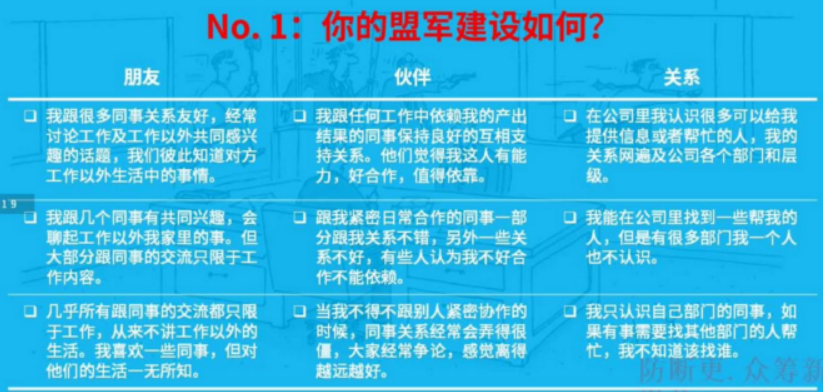 No. 1：你的盟军建设如何？
朋友
伙伴
关系
□ 我跟很多同事关系友好，经常
讨论工作及工作以外共同感兴
趣的话题，我们彼此知道对方
工作以外生活中的事情。
□ 我跟任何工作中依赖我的产出
结果的同事保持良好的互相支
持关系。他们觉得我这人有能
力，好合作，值得依靠。
□ 在公司里我认识很多可以给我
提供信息或者帮忙的人，我的
关系网遍及公司各个部门和层
级。
19
□ 我跟几个同事有共同兴趣，会
聊起工作以外我家里的事。但
大部分跟同事的交流只限于工
作内容。
□ 跟我紧密日常合作的同事一部
分跟我关系不错，另外一些关
系不好，有些人认为我不好合
作不能依赖。
□ 我能在公司里找到一些帮我的
人，但是有很多部门我一个人
也不认识。
□ 几乎所有跟同事的交流都只限
于工作，从来不讲工作以外的
生活。我喜欢一些同事，但对
他们的生活一无所知。
□ 当我不得不跟别人紧密协作的
时候，同事关系经常会弄得很
僵，大家经常争论，感觉离得
越远越好。
□ 我只认识自己部门的同事，如
果有事需要找其他部门的人帮
忙，我不知道该找谁。
防断更.众筹新